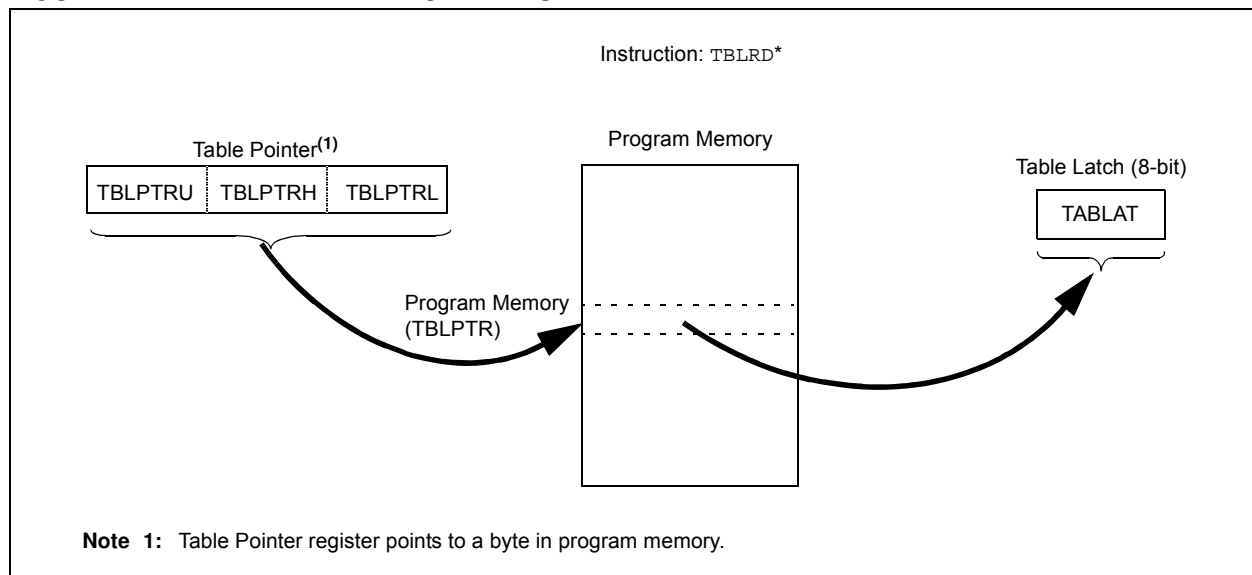 Instruction: TBLRD*
Program Memory
Table Pointer(1)
Table Latch (8-bit)
TBLPTRU TBLPTRH TBLPTRL
TABLAT
Program Memory
(TBLPTR)
Note 1: Table Pointer register points to a byte in program memory.